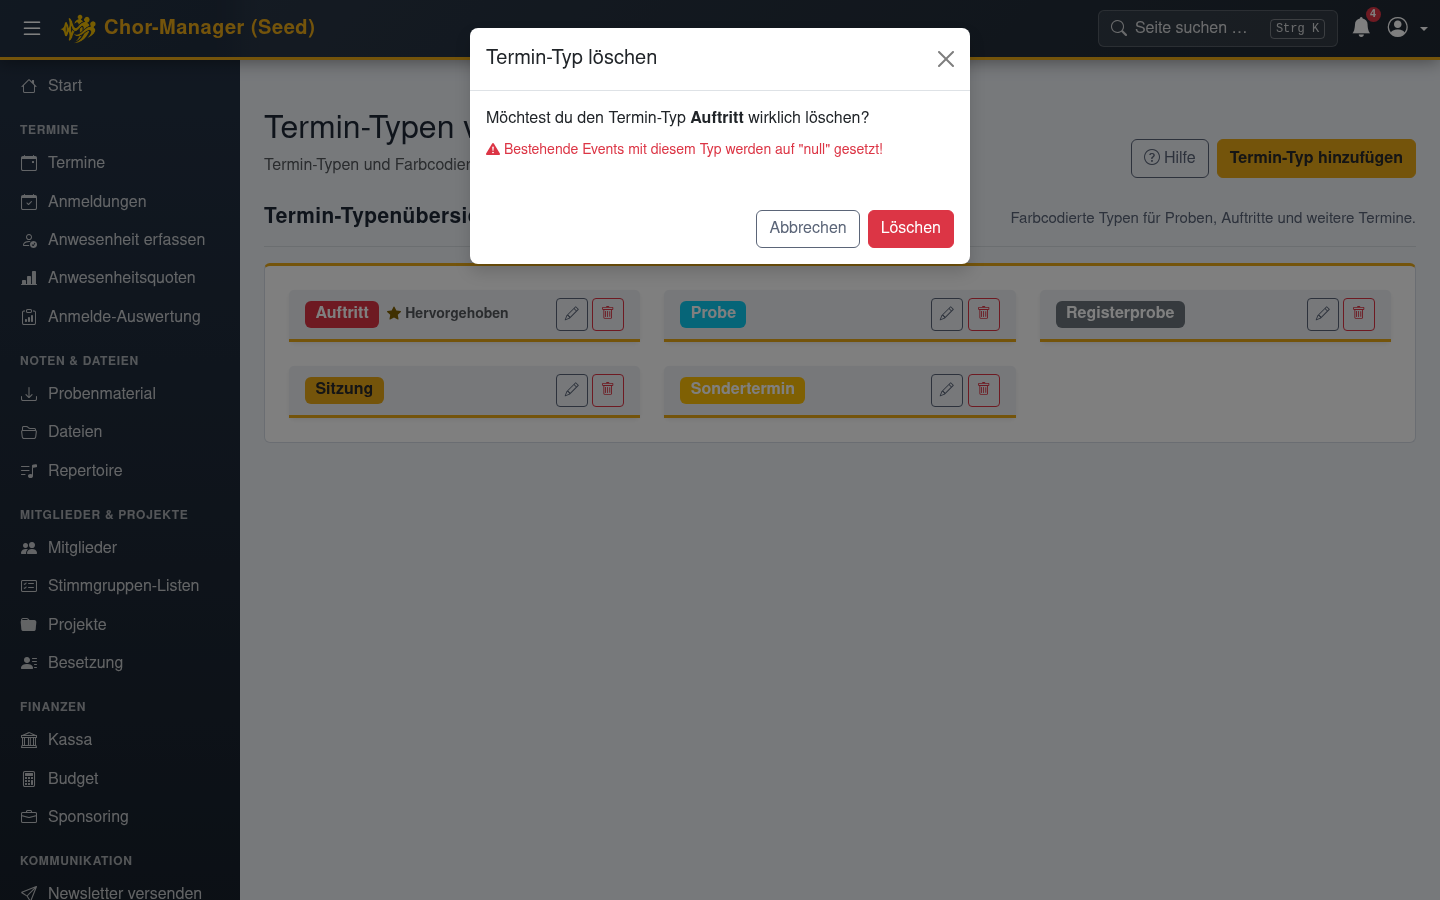 Chor-Manager (Seed)
Seite suchen ...
Strg K
4
Start
TERMINE
Termine
Anmeldungen
Anwesenheit erfassen
Anwesenheitsquoten
Anmelde-Auswertung
NOTEN & DATEIEN
Probenmaterial
Dateien
Repertoire
MITGLIEDER & PROJEKTE
Mitglieder
Stimmgruppen-Listen
Projekte
Besetzung
FINANZEN
Kassa
Budget
Sponsoring
KOMMUNIKATION
Newsletter versenden
Termin-Typ löschen
Möchtest du den Termin-Typ Auftritt wirklich löschen?
Bestehende Events mit diesem Typ werden auf "null" gesetzt!
Abbrechen
Löschen
Termin-Typen
Termin-Typen und Farbcodier
Hilfe
Termin-Typ hinzufügen
Termin-Typenübersi
Farbcodierte Typen für Proben, Auftritte und weitere Termine.
Auftritt
Hervorgehoben
Probe
Registerprobe
Sitzung
Sondertermin